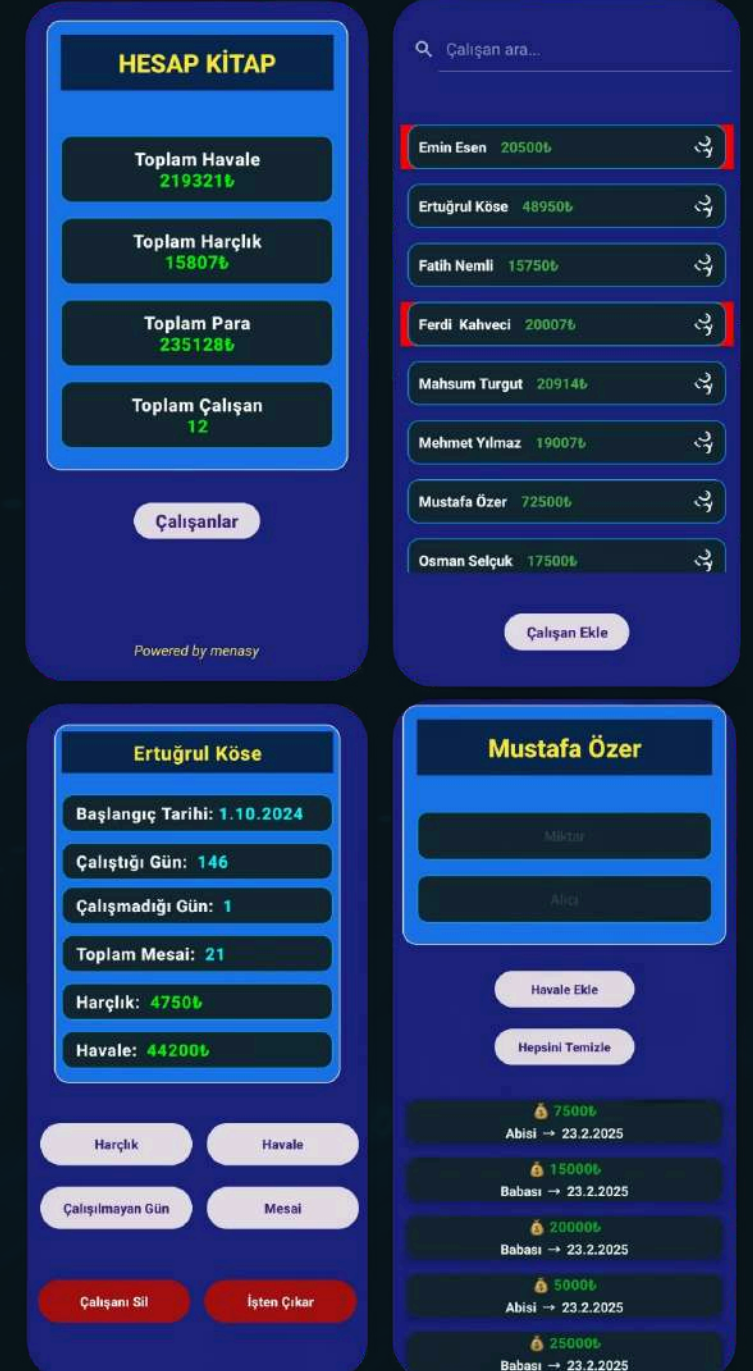 HESAP KİTAP
Toplam Havale
219321₺
Toplam Harçlık
15807₺
Toplam Para
235128₺
Toplam Çalışan
12
Çalışanlar
Powered by menasy
Çalışan ara...
Emin Esen 20500₺
Ertuğrul Köse 48950₺
Fatih Nemli 15750₺
Ferdi Kahveci 20007₺
Mahsum Turgut 20914₺
Mehmet Yılmaz 19007₺
Mustafa Özer 72500₺
Osman Selçuk 17500₺
Çalışan Ekle
Ertuğrul Köse
Başlangıç Tarihi: 1.10.2024
Çalıştığı Gün: 146
Çalışmadığı Gün: 1
Toplam Mesai: 21
Harçlık: 4750₺
Havale: 44200₺
Harçlık
Havale
Çalışılmayan Gün
Mesai
Çalışanı Sil
İşten Çıkar
Mustafa Özer
Miktar
Alıcı
Havale Ekle
Hepsini Temizle
7500₺
Abisi → 23.2.2025
15000₺
Babası → 23.2.2025
20000₺
Babası → 23.2.2025
5000₺
Abisi → 23.2.2025
25000₺
Babası → 23.2.2025